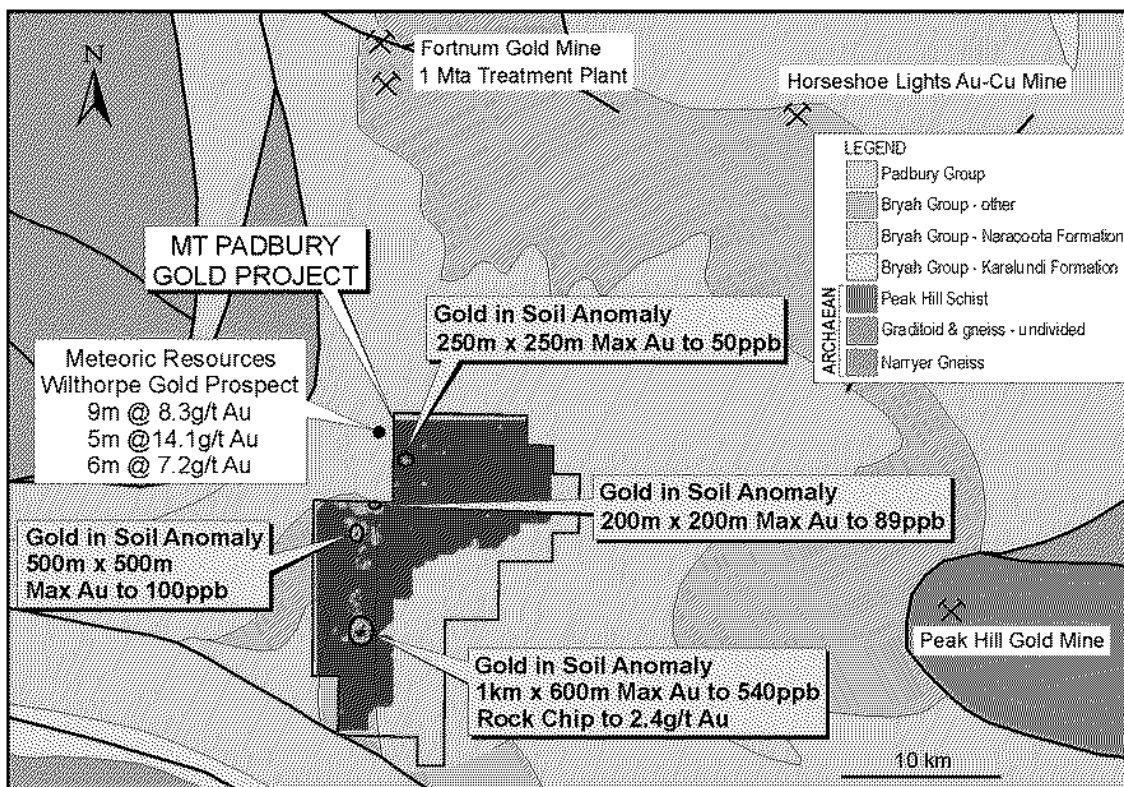 N
Fortnum Gold Mine
1 Mta Treatment Plant
Horseshoe Lights Au-Cu Mine
LEGEND
Padbury Group
Bryah Group - other
Bryah Group - Naracoota Formation
Bryah Group - Karalundi Formation
Peak Hill Schist
Graditoid & gneiss - undivided
Narryer Gneiss
ARCHAEAN
MT PADBURY
GOLD PROJECT
Gold in Soil Anomaly
250m x 250m Max Au to 50ppb
Meteoric Resources
Wilthorpe Gold Prospect
9m @ 8.3g/t Au
5m @14.1g/t Au
6m @ 7.2g/t Au
Gold in Soil Anomaly
200m x 200m Max Au to 89ppb
Gold in Soil Anomaly
500m x 500m
Max Au to 100ppb
Peak Hill Gold Mine
Gold in Soil Anomaly
1km x 600m Max Au to 540ppb
Rock Chip to 2.4g/t Au
10 km